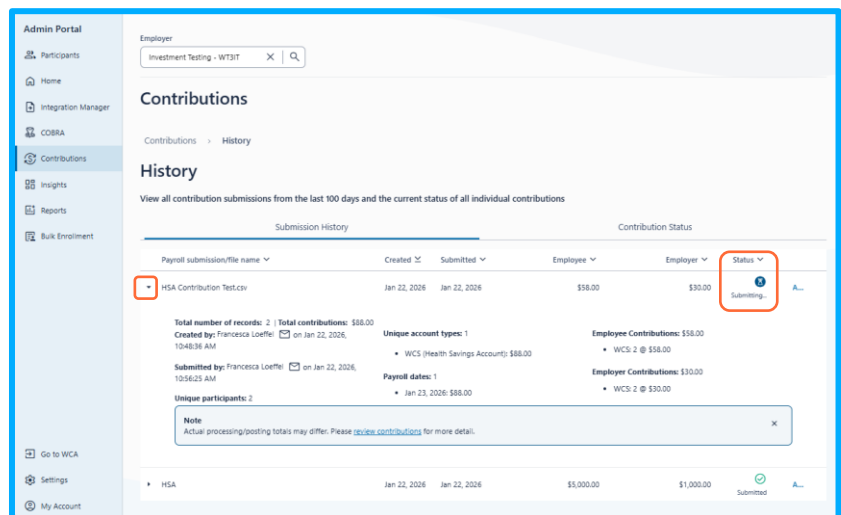 Admin Portal
Participants
Home
Integration Manager
COBRA
Contributions
Insights
Reports
Bulk Enrollment
Go to WCA
Settings
My Account
Employer
Investment Testing - WT3IT
Contributions
Contributions > History
History
View all contribution submissions from the last 100 days and the current status of all individual contributions
Submission History
Contribution Status
Payroll submission/file name Created Submitted Employee Employer Status
HSA Contribution Test.csv Jan 22, 2026 Jan 22, 2026 $58.00 $30.00 Submitting... A...
Total number of records: 2 | Total contributions: $88.00
Created by: Francesca Loeffel on Jan 22, 2026,
10:48:36 AM
Submitted by: Francesca Loeffel on Jan 22, 2026,
10:56:25 AM
Unique participants: 2
Unique account types: 1
• WCS (Health Savings Account): $88.00
Payroll dates: 1
• Jan 23, 2026: $88.00
Employee Contributions: $58.00
• WCS: 2 @ $58.00
Employer Contributions: $30.00
• WCS: 2 @ $30.00
Note
Actual processing/posting totals may differ. Please review contributions for more detail.
HSA Jan 22, 2026 Jan 22, 2026 $5,000.00 $1,000.00 Submitted A...